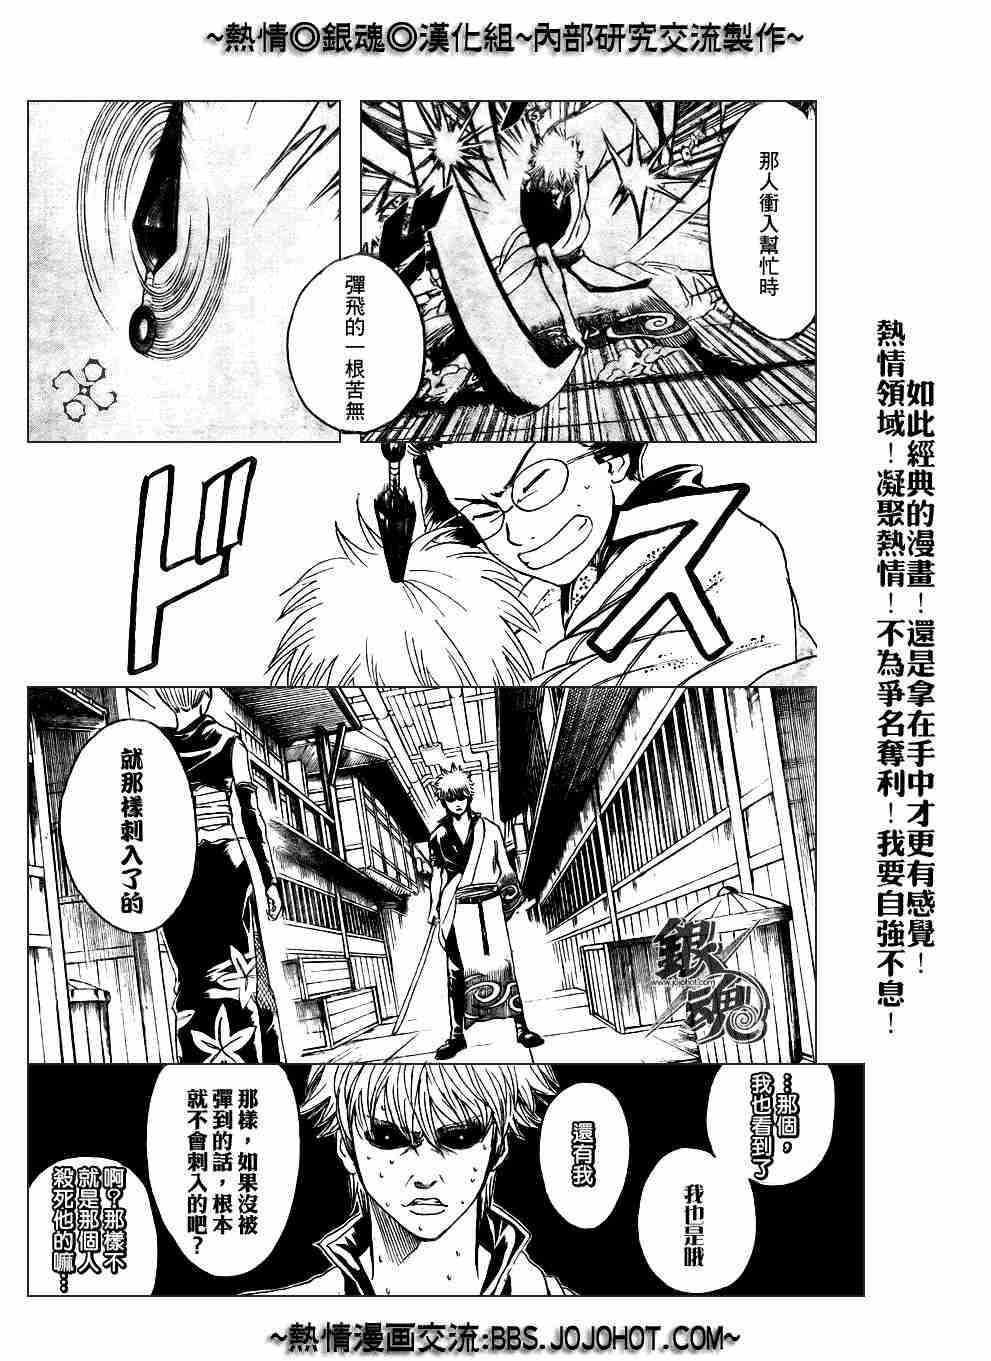 ~熱情◎銀魂◎漢化組~內部研究交流製作~
那人衝入幫忙時
彈飛的一根苦無
ドス
就那樣刺入了的
銀魂
www.jojohot.com
…那個，
我也看到了
我也是哦
還有我
那樣，如果沒被
彈到的話，根本
就不會刺入的吧？
啊？那樣不
就是那個人
殺死他的嘛…
如此經典的漫畫！還是拿在手中才更有感覺！
熱情領域！凝聚熱情！不為爭名奪利！我要自強不息！
~熱情漫画交流:BBS.JOJOHOT.COM~